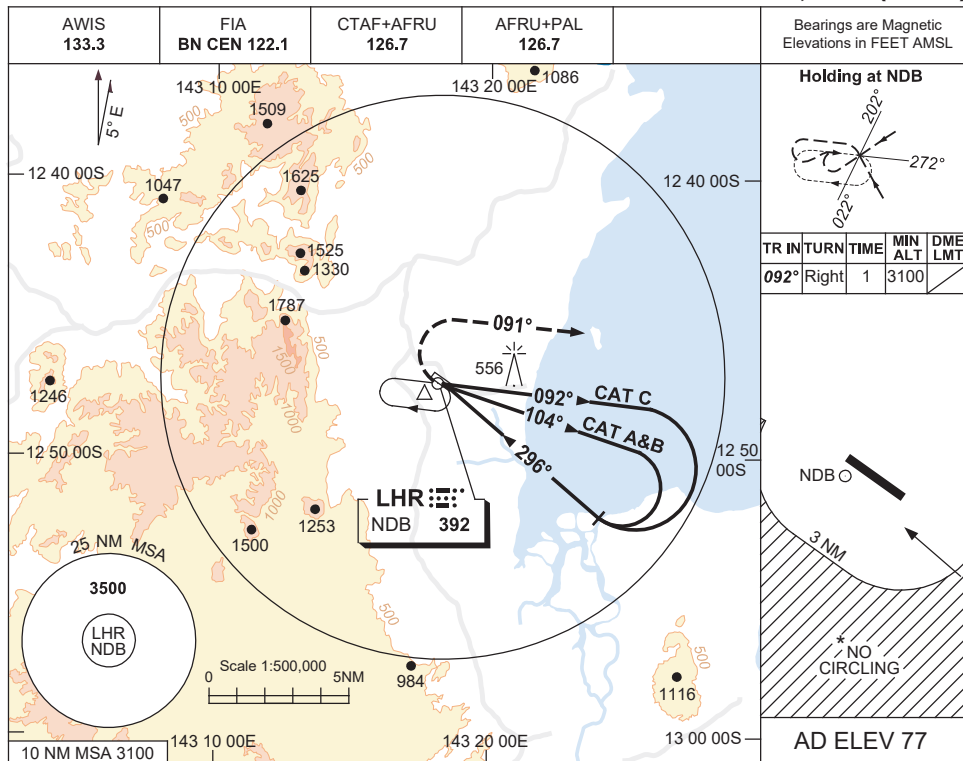 AWIS
133.3
FIA
BN CEN 122.1
CTAF+AFRU
126.7
AFRU+PAL
126.7
Bearings are Magnetic
Elevations in FEET AMSL
5° E
143 10 00E
143 20 00E
1086
500
1509
500
12 40 00S
12 40 00S
1047
1625
500
500
1525
1330
1787
500
1500
1000
1246
091°
556
092°
CAT C
104°
CAT A&B
296°
12 50 00S
12 50
00S
LHR
NDB 392
1253
1000
1500
25 NM MSA
3500
LHR
NDB
500
Scale 1:500,000
0 5NM
984
500
1116
10 NM MSA 3100
143 10 00E
143 20 00E
13 00 00S
Holding at NDB
202°
272°
022°
TR IN TURN TIME MIN ALT DME LMT
092° Right 1 3100
NDB
3 NM
* NO
CIRCLING
AD ELEV 77